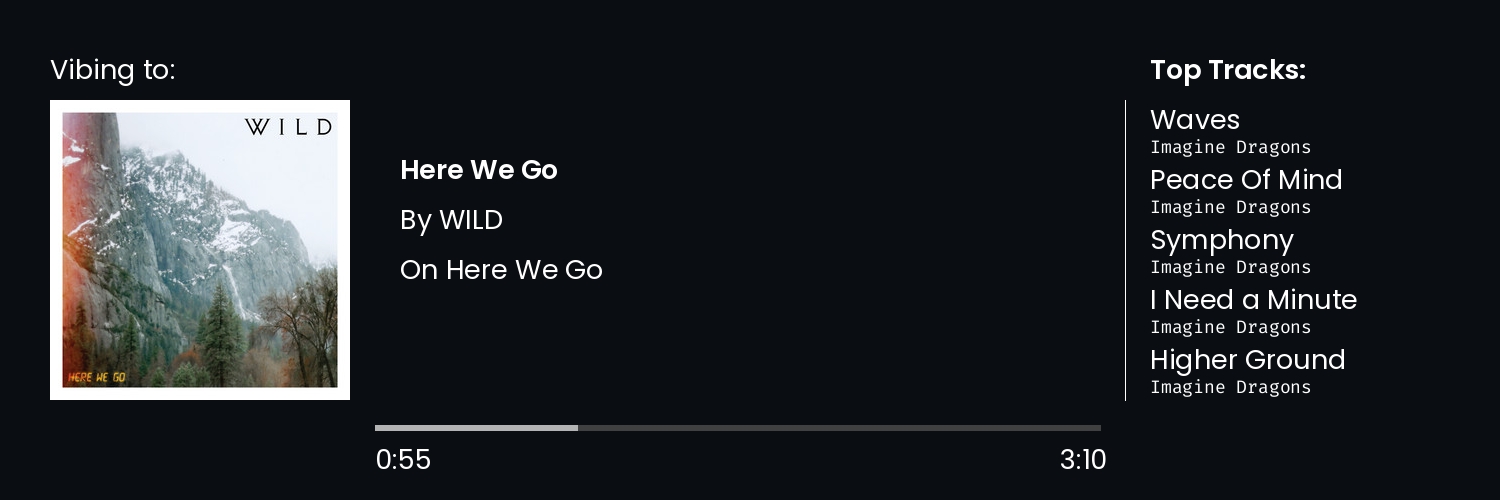 Vibing to:
WILD
HERE WE GO
Here We Go
By WILD
On Here We Go
0:55
3:10
Top Tracks:
Waves
Imagine Dragons
Peace Of Mind
Imagine Dragons
Symphony
Imagine Dragons
I Need a Minute
Imagine Dragons
Higher Ground
Imagine Dragons